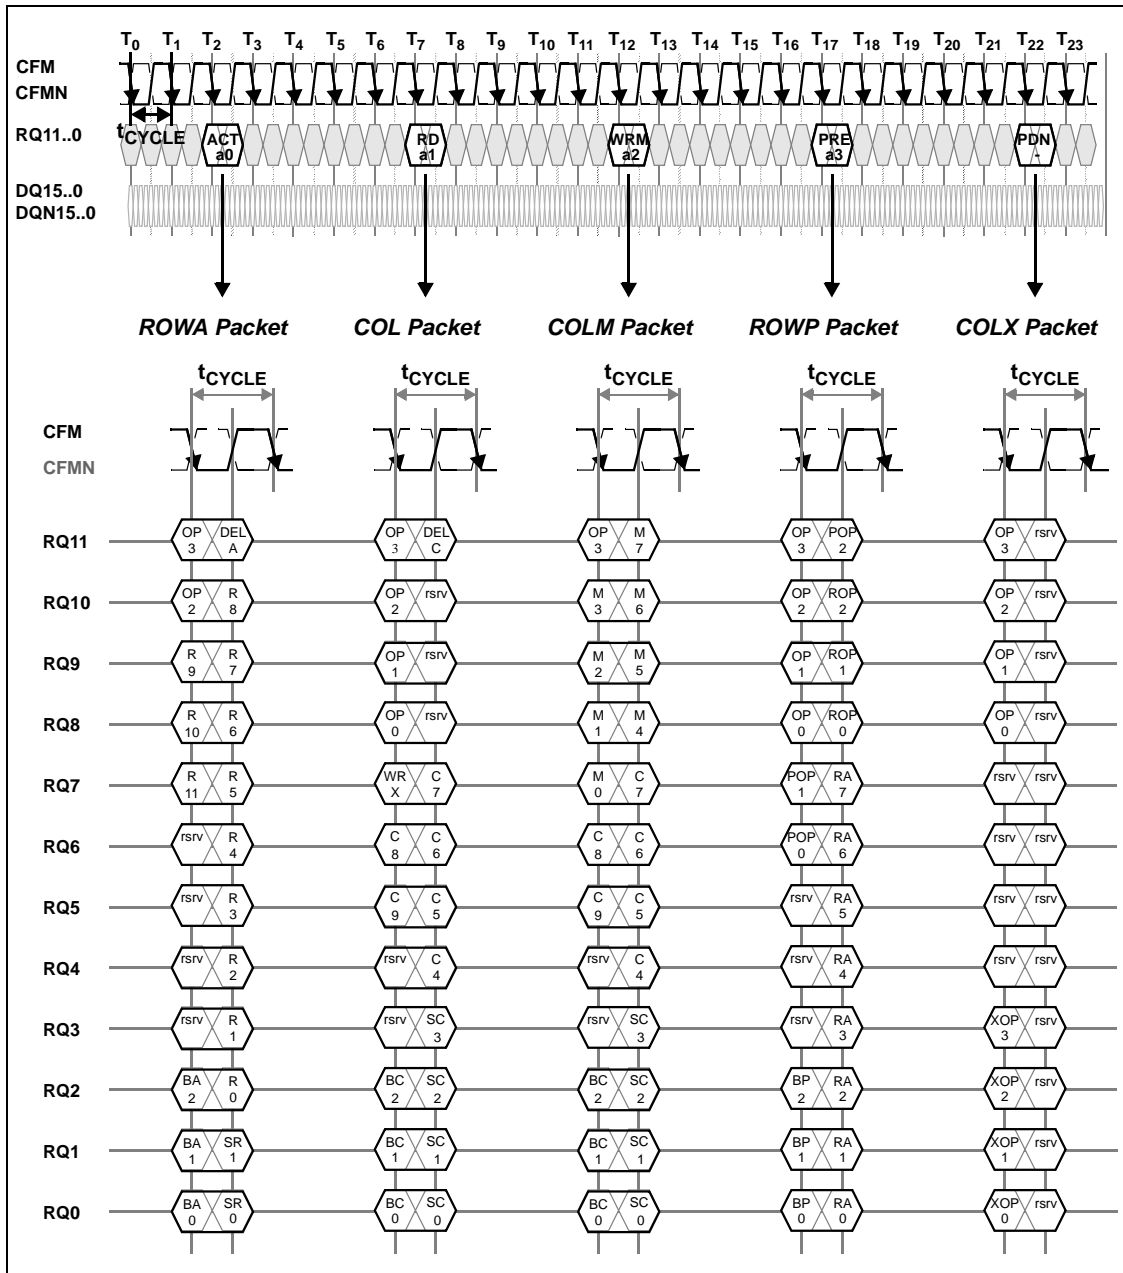 T0 T1 T2 T3 T4 T5 T6 T7 T8 T9 T10 T11 T12 T13 T14 T15 T16 T17 T18 T19 T20 T21 T22 T23
CFM
CFMN
RQ11..0 tCYCLE ACT a0 RD a1 WRM a2 PRE a3 PDN -
DQ15..0
DQN15..0
ROWA Packet COL Packet COLM Packet ROWP Packet COLX Packet
tCYCLE tCYCLE tCYCLE tCYCLE tCYCLE
CFM
CFMN
RQ11 OP 3 DEL A OP 3 DEL C OP 3 M 7 OP 3 POP 2 OP 3 rsrv
RQ10 OP 2 R 8 OP 2 rsrv M 3 M 6 OP 2 ROP 2 OP 2 rsrv
RQ9 R 9 R 7 OP 1 rsrv M 2 M 5 OP 1 ROP 1 OP 1 rsrv
RQ8 R 10 R 6 OP 0 rsrv M 1 M 4 OP 0 ROP 0 OP 0 rsrv
RQ7 R 11 R 5 WR X C 7 M 0 C 7 POP 1 RA 7 rsrv rsrv
RQ6 rsrv R 4 C 8 C 6 C 8 C 6 POP 0 RA 6 rsrv rsrv
RQ5 rsrv R 3 C 9 C 5 C 9 C 5 rsrv RA 5 rsrv rsrv
RQ4 rsrv R 2 rsrv C 4 rsrv C 4 rsrv RA 4 rsrv rsrv
RQ3 rsrv R 1 rsrv SC 3 rsrv SC 3 rsrv RA 3 XOP 3 rsrv
RQ2 BA 2 R 0 BC 2 SC 2 BC 2 SC 2 BP 2 RA 2 XOP 2 rsrv
RQ1 BA 1 SR 1 BC 1 SC 1 BC 1 SC 1 BP 1 RA 1 XOP 1 rsrv
RQ0 BA 0 SR 0 BC 0 SC 0 BC 0 SC 0 BP 0 RA 0 XOP 0 rsrv